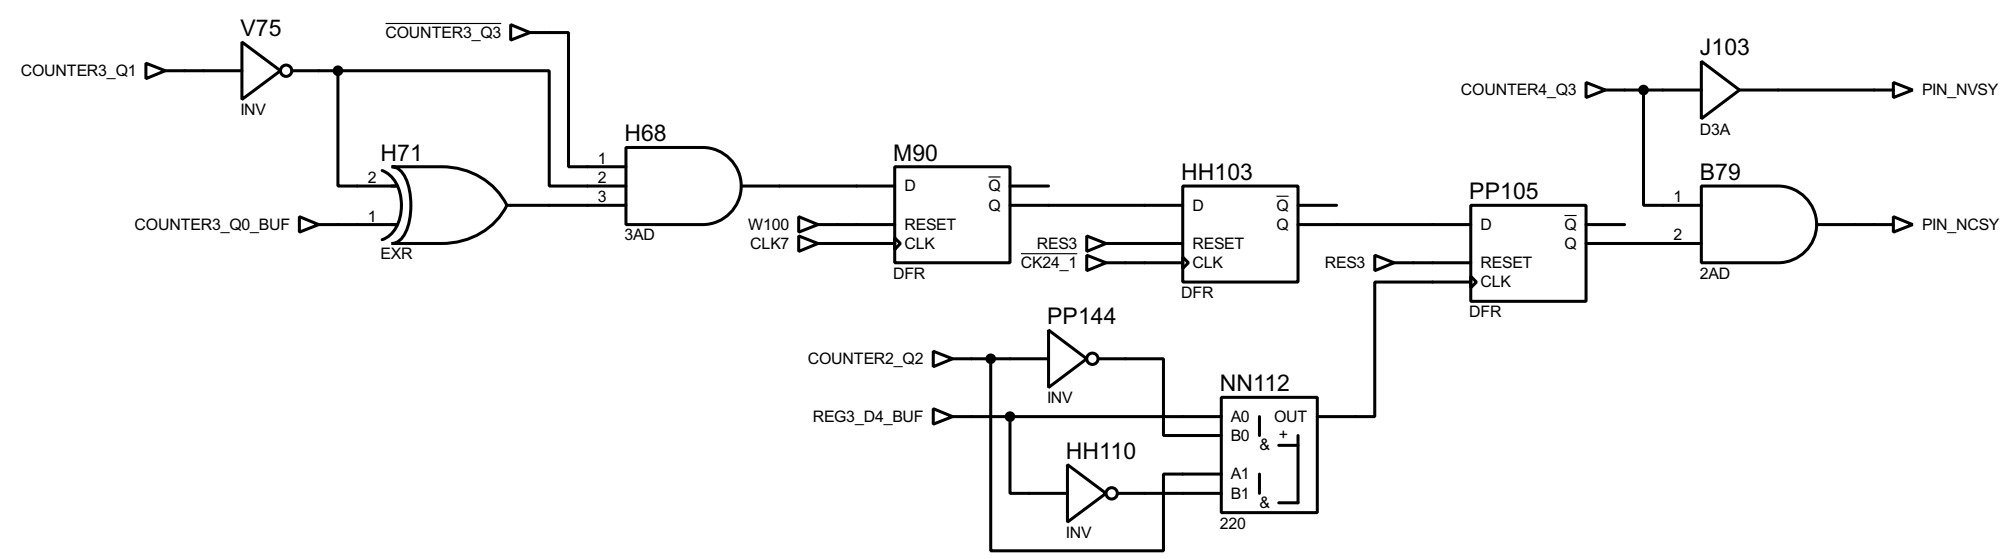 V75
COUNTER3_Q3
COUNTER3_Q1
INV
J103
COUNTER4_Q3
PIN_NVSY
D3A
H71
H68
1
2
3
3AD
2
COUNTER3_Q0_BUF
1
EXR
M90
D
Q
Q
W100
RESET
CLK7
CLK
DFR
HH103
D
Q
Q
RES3
RESET
CK24_1
CLK
DFR
PP105
D
Q
Q
RES3
RESET
CLK
DFR
B79
1
2
PIN_NCSY
2AD
PP144
COUNTER2_Q2
INV
REG3_D4_BUF
HH110
INV
NN112
A0 OUT
B0 & +
A1
B1 &
220